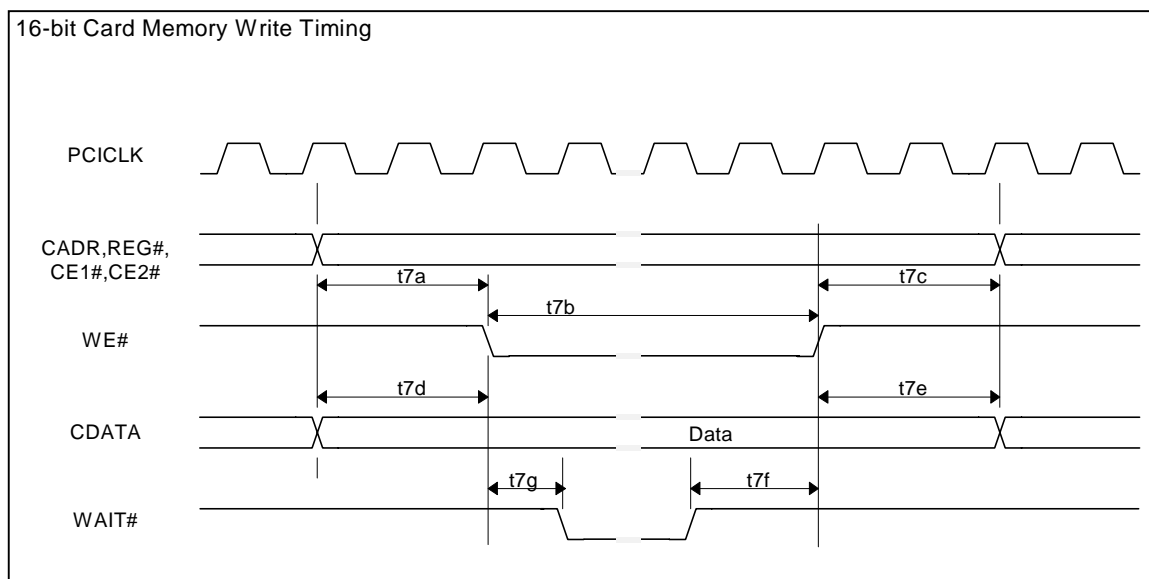 16-bit Card Memory Write Timing
PCICLK
CADR,REG#,
CE1#,CE2#
t7a
t7c
t7b
WE#
t7d
t7e
CDATA
Data
t7g
t7f
WAIT#